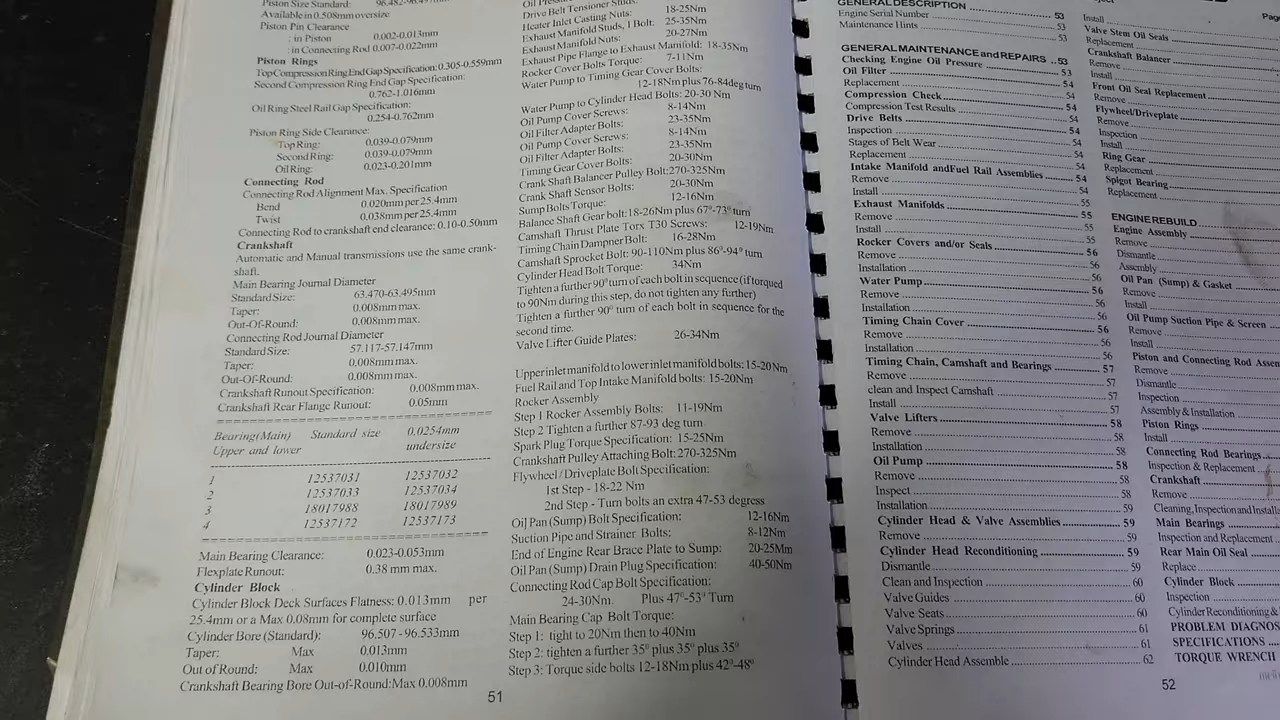 Piston Size Standard:
Available in 0.508mm oversize
Piston Pin Clearance
: in Piston 0.002-0.013mm
: in Connecting Rod 0.007-0.022mm
Piston Rings
Top Compression Ring End Gap Specification: 0.305-0.559mm
Second Compression Ring End Gap Specification:
0.762-1.016mm
Oil Ring Steel Rail Gap Specification:
0.254-0.762mm
Piston Ring Side Clearance:
Top Ring: 0.039-0.079mm
Second Ring: 0.039-0.079mm
Oil Ring: 0.023-0.201mm
Connecting Rod
Connecting Rod Alignment Max. Specification
Bend 0.020mm per 25.4mm
Twist 0.038mm per 25.4mm
Connecting Rod to crankshaft end clearance: 0.10-0.50mm
Crankshaft
Automatic and Manual transmissions use the same crank-
shaft.
Main Bearing Journal Diameter
Standard Size: 63.470-63.495mm
Taper: 0.008mm max.
Out-Of-Round: 0.008mm max.
Connecting Rod Journal Diameter
Standard Size: 57.117-57.147mm
Taper: 0.008mm max.
Out-Of-Round: 0.008mm max.
Crankshaft Runout Specification: 0.008mm max.
Crankshaft Rear Flange Runout: 0.05mm
Bearing(Main) Standard size 0.0254mm
Upper and lower undersize
1 12537031 12537032
2 12537033 12537034
3 18017988 18017989
4 12537172 12537173
Main Bearing Clearance: 0.023-0.053mm
Flexplate Runout: 0.38 mm max.
Cylinder Block
Cylinder Block Deck Surfaces Flatness: 0.013mm per
25.4mm or a Max 0.08mm for complete surface
Cylinder Bore (Standard): 96.507 - 96.533mm
Taper: Max 0.013mm
Out of Round: Max 0.010mm
Crankshaft Bearing Bore Out-of-Round: Max 0.008mm
Drive Belt Tensioner Studs: 18-25Nm
Heater Inlet Casting Nuts: 25-35Nm
Exhaust Manifold Studs, 1 Bolt: 20-27Nm
Exhaust Manifold Nuts:
Exhaust Pipe Flange to Exhaust Manifold: 18-35Nm
Rocker Cover Bolts Torque: 7-11Nm
Water Pump to Timing Gear Cover Bolts:
12-18Nm plus 76-84deg turn
Water Pump to Cylinder Head Bolts: 20-30 Nm
Oil Pump Cover Screws: 8-14Nm
Oil Filter Adapter Bolts: 23-35Nm
Oil Pump Cover Screws: 8-14Nm
Oil Filter Adapter Bolts: 23-35Nm
Timing Gear Cover Bolts: 20-30Nm
Crank Shaft Balancer Pulley Bolt: 270-325Nm
Crank Shaft Sensor Bolts: 20-30Nm
Sump Bolts Torque: 12-16Nm
Balance Shaft Gear bolt: 18-26Nm plus 67º-73º turn
Camshaft Thrust Plate Torx T30 Screws: 12-19Nm
Timing Chain Dampner Bolt: 16-28Nm
Camshaft Sprocket Bolt: 90-110Nm plus 86º-94º turn
Cylinder Head Bolt Torque: 34Nm
Tighten a further 90º turn of each bolt in sequence (if torqued
to 90Nm during this step, do not tighten any further)
Tighten a further 90º turn of each bolt in sequence for the
second time.
Valve Lifter Guide Plates: 26-34Nm
Upper inlet manifold to lower inlet manifold bolts: 15-20Nm
Fuel Rail and Top Intake Manifold bolts: 15-20Nm
Rocker Assembly
Step 1 Rocker Assembly Bolts: 11-19Nm
Step 2 Tighten a further 87-93 deg turn
Spark Plug Torque Specification: 15-25Nm
Crankshaft Pulley Attaching Bolt: 270-325Nm
Flywheel / Driveplate Bolt Specification:
1st Step - 18-22 Nm
2nd Step - Turn bolts an extra 47-53 degress
Oil Pan (Sump) Bolt Specification: 12-16Nm
Suction Pipe and Strainer Bolts: 8-12Nm
End of Engine Rear Brace Plate to Sump: 20-25Mm
Oil Pan (Sump) Drain Plug Specification: 40-50Nm
Connecting Rod Cap Bolt Specification:
24-30Nm. Plus 47º-53º Turn
Main Bearing Cap Bolt Torque:
Step 1: tight to 20Nm then to 40Nm
Step 2: tighten a further 35º plus 35º plus 35º
Step 3: Torque side bolts 12-18Nm plus 42º-48º
51
GENERAL DESCRIPTION ... 53
Engine Serial Number ... 53
Maintenance Hints ... 53
GENERAL MAINTENANCE and REPAIRS .. 53
Checking Engine Oil Pressure ... 53
Oil Filter ... 54
Replacement ... 54
Compression Check ... 54
Compression Test Results ... 54
Drive Belts ... 54
Inspection ... 54
Stages of Belt Wear ... 54
Replacement ... 54
Intake Manifold and Fuel Rail Assemblies ... 54
Remove ... 54
Install ... 55
Exhaust Manifolds ... 55
Remove ... 55
Install ... 55
Rocker Covers and/or Seals ... 56
Remove ... 56
Installation ... 56
Water Pump ... 56
Remove ... 56
Installation ... 56
Timing Chain Cover ... 56
Remove ... 56
Installation ... 56
Timing Chain, Camshaft and Bearings ... 57
Remove ... 57
clean and Inspect Camshaft ... 57
Install ... 57
Valve Lifters ... 58
Remove ... 58
Installation ... 58
Oil Pump ... 58
Remove ... 58
Inspect ... 58
Installation ... 59
Cylinder Head & Valve Assemblies ... 59
Remove ... 59
Cylinder Head Reconditioning ... 59
Dismantle ... 59
Clean and Inspection ... 60
Valve Guides ... 60
Valve Seats ... 60
Valve Springs ... 61
Valves ... 61
Cylinder Head Assemble ... 62
Install
Valve Stem Oil Seals
Replacement
Crankshaft Balancer
Remove
Install
Front Oil Seal Replacement
Remove
Flywheel/Driveplate
Remove
Inspection
Install
Ring Gear
Replacement
Spigot Bearing
Replacement
ENGINE REBUILD
Engine Assembly
Remove
Dismantle
Assembly
Oil Pan (Sump) & Gasket
Remove
Install
Oil Pump Suction Pipe & Screen
Remove
Install
Piston and Connecting Rod Assen
Remove
Dismantle
Inspection
Assembly & Installation
Piston Rings
Install
Connecting Rod Bearings
Inspection & Replacement
Crankshaft
Remove
Cleaning, Inspection and Install
Main Bearings
Inspection and Replacement
Rear Main Oil Seal
Replace
Cylinder Block
Inspection
Cylinder Reconditioning &
PROBLEM DIAGNOS
SPECIFICATIONS
TORQUE WRENCH
52